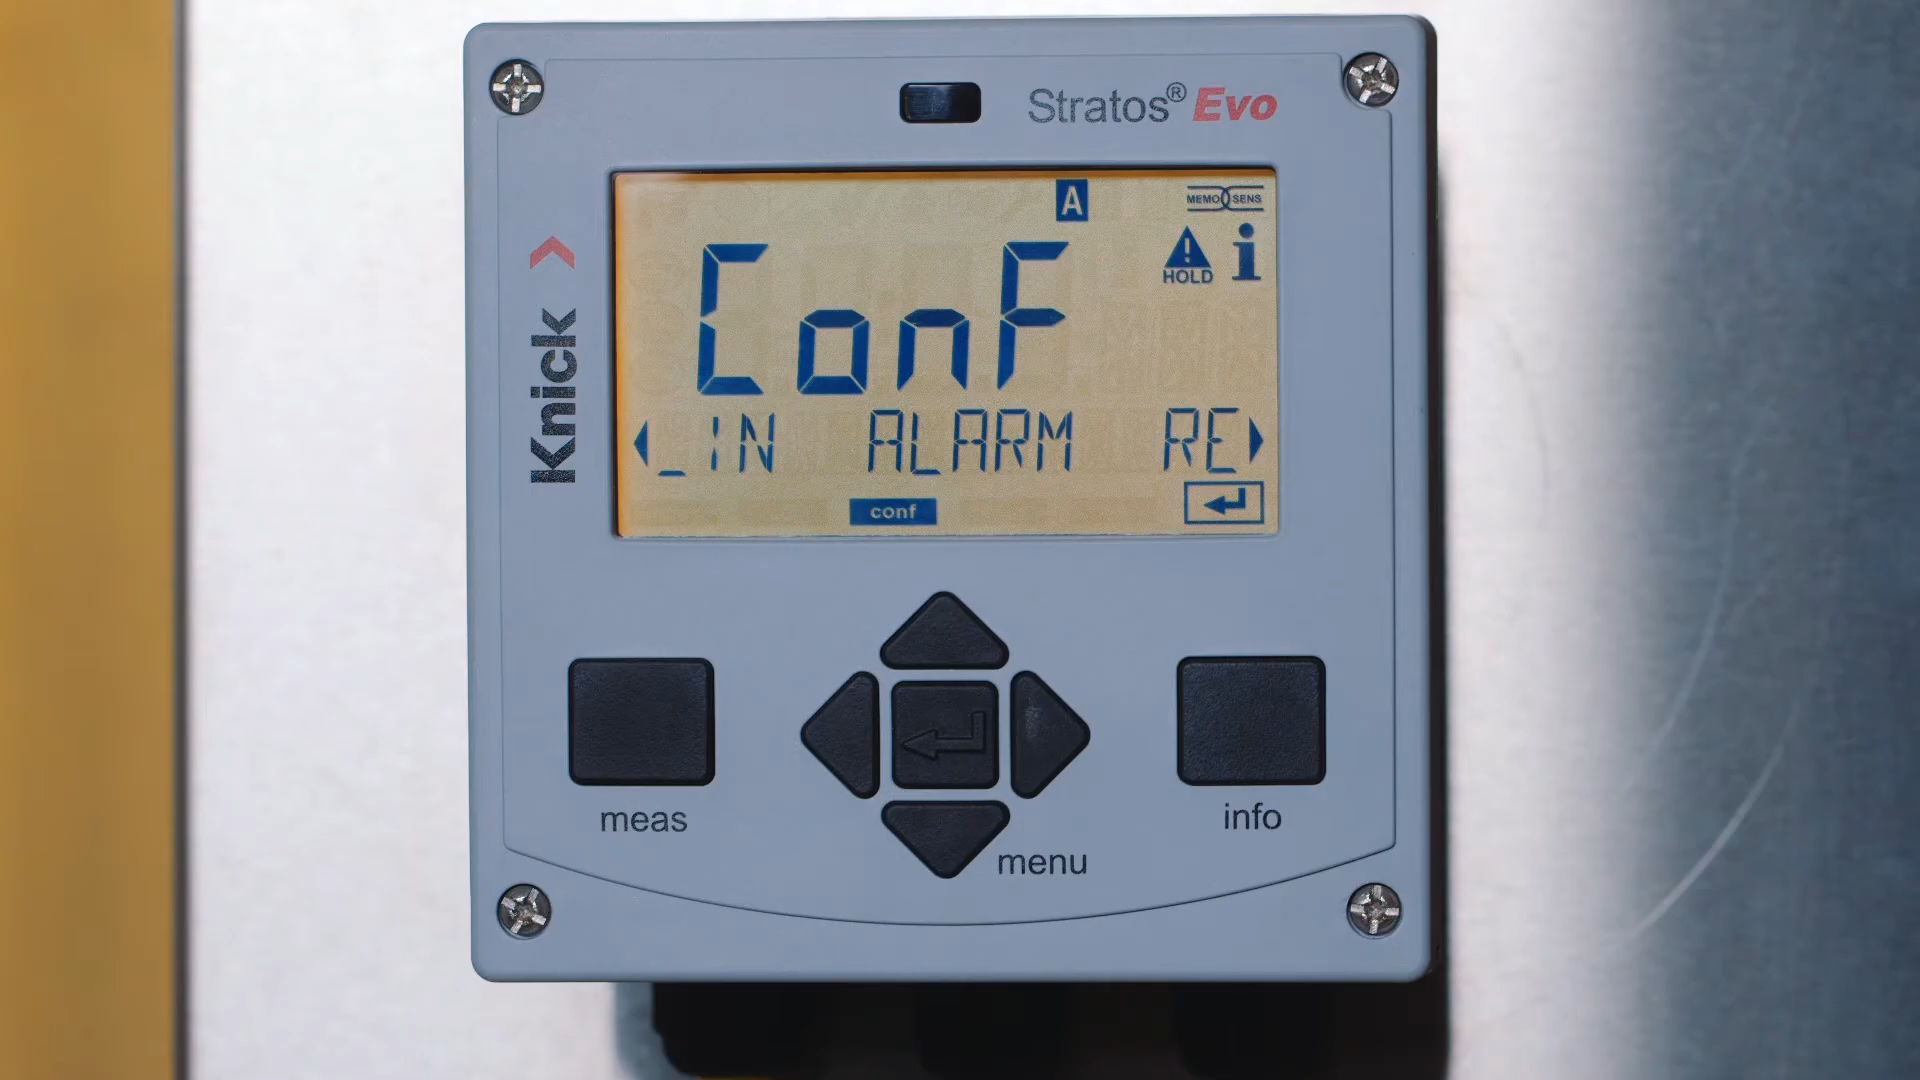 Stratos® Evo
A
MEMO SENS
HOLD i
Conf
_IN ALARM RE
conf
Knick
meas
info
menu